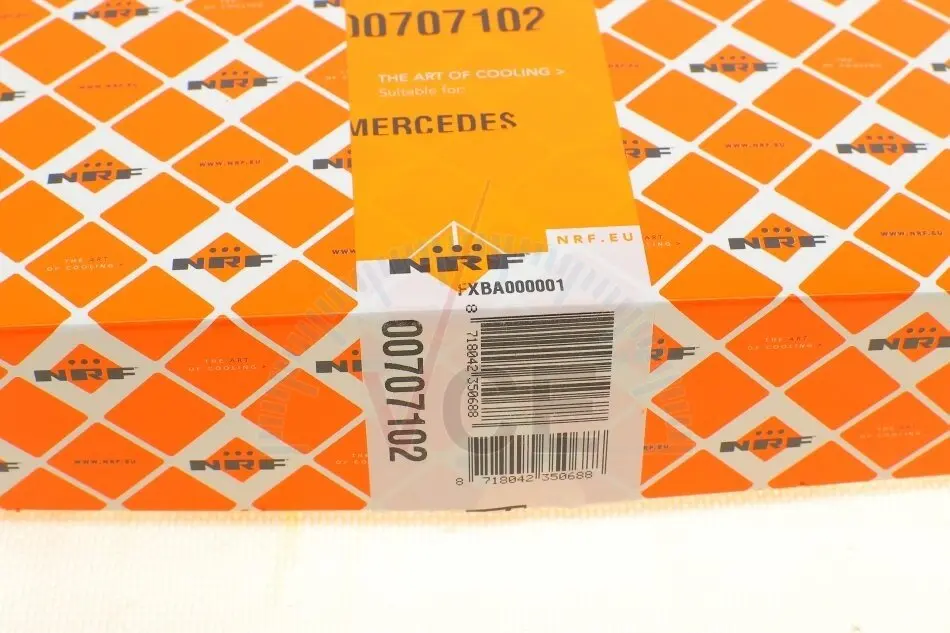 00707102
THE ART OF COOLING >
Suitable for:
MERCEDES
NRF
NRF.EU
FXBA000001
8 718042 350688
00707102
8 718042 350688
NRF
WWW.NRF.EU
THE ART
OF COOLING >